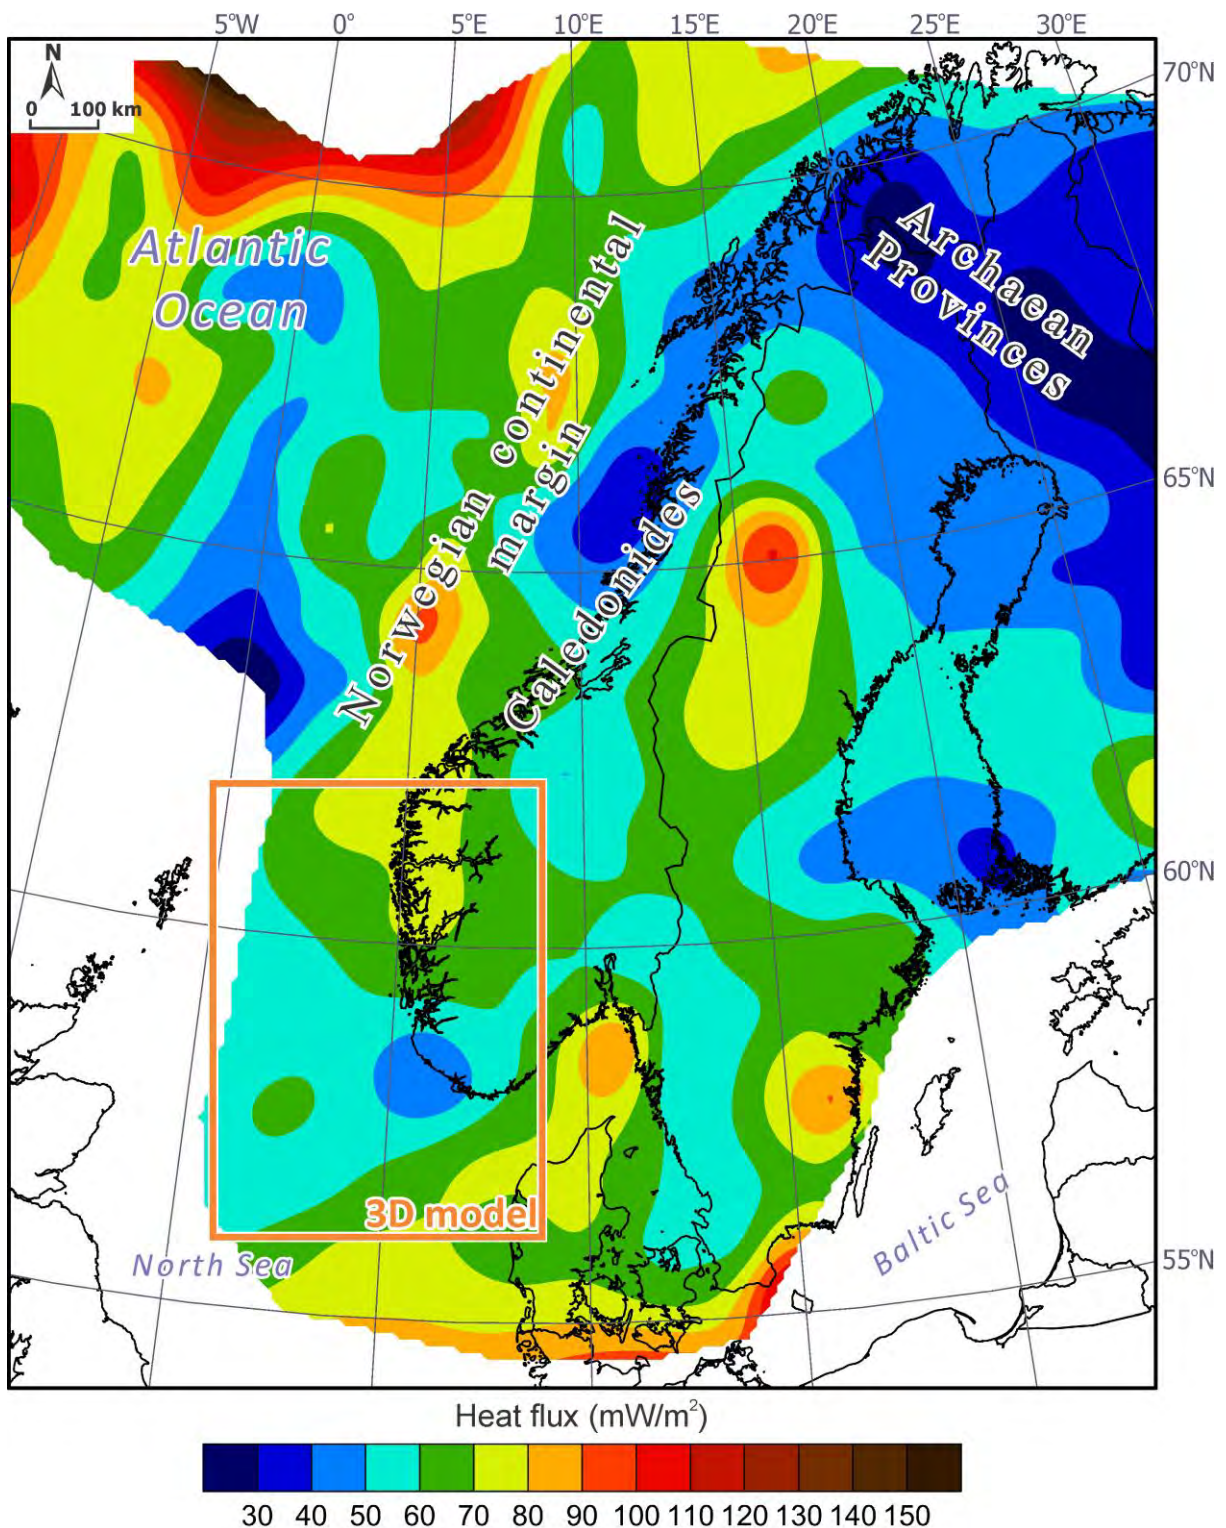 5°W 0° 5°E 10°E 15°E 20°E 25°E 30°E
N
0 100 km
70°N
Atlantic
Ocean
Norwegian continental
margin
Caledonides
Archaean
Provinces
65°N
60°N
3D model
North Sea
Baltic Sea
55°N
Heat flux (mW/m²)
30 40 50 60 70 80 90 100 110 120 130 140 150